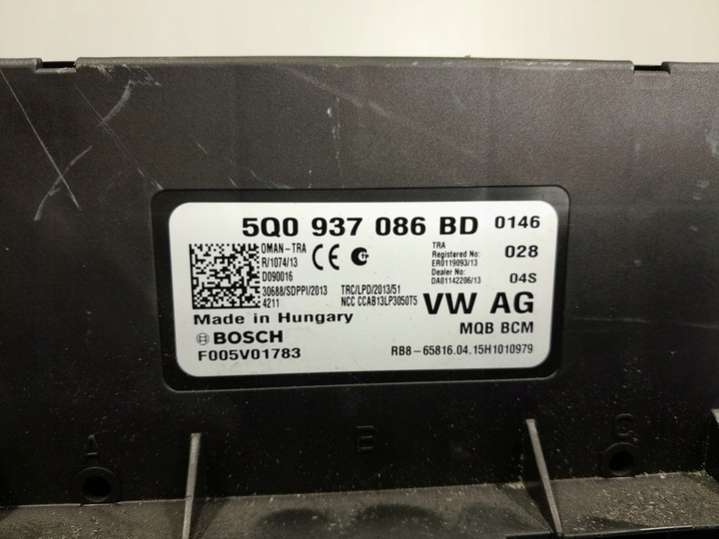 5Q0 937 086 BD 0146
OMAN-TRA
R/1074/13
D090016
30688/SDPPI/2013
4211
CE
TRC/LPD/2013/51
NCC CCAB13LP3050T5
TRA
Registered No:
ER0119093/13
Dealer No:
DA01142206/13
028
04S
VW AG
MQB BCM
Made in Hungary
BOSCH
F005V01783
RB8-65816.04.15H1010979
A
E
C